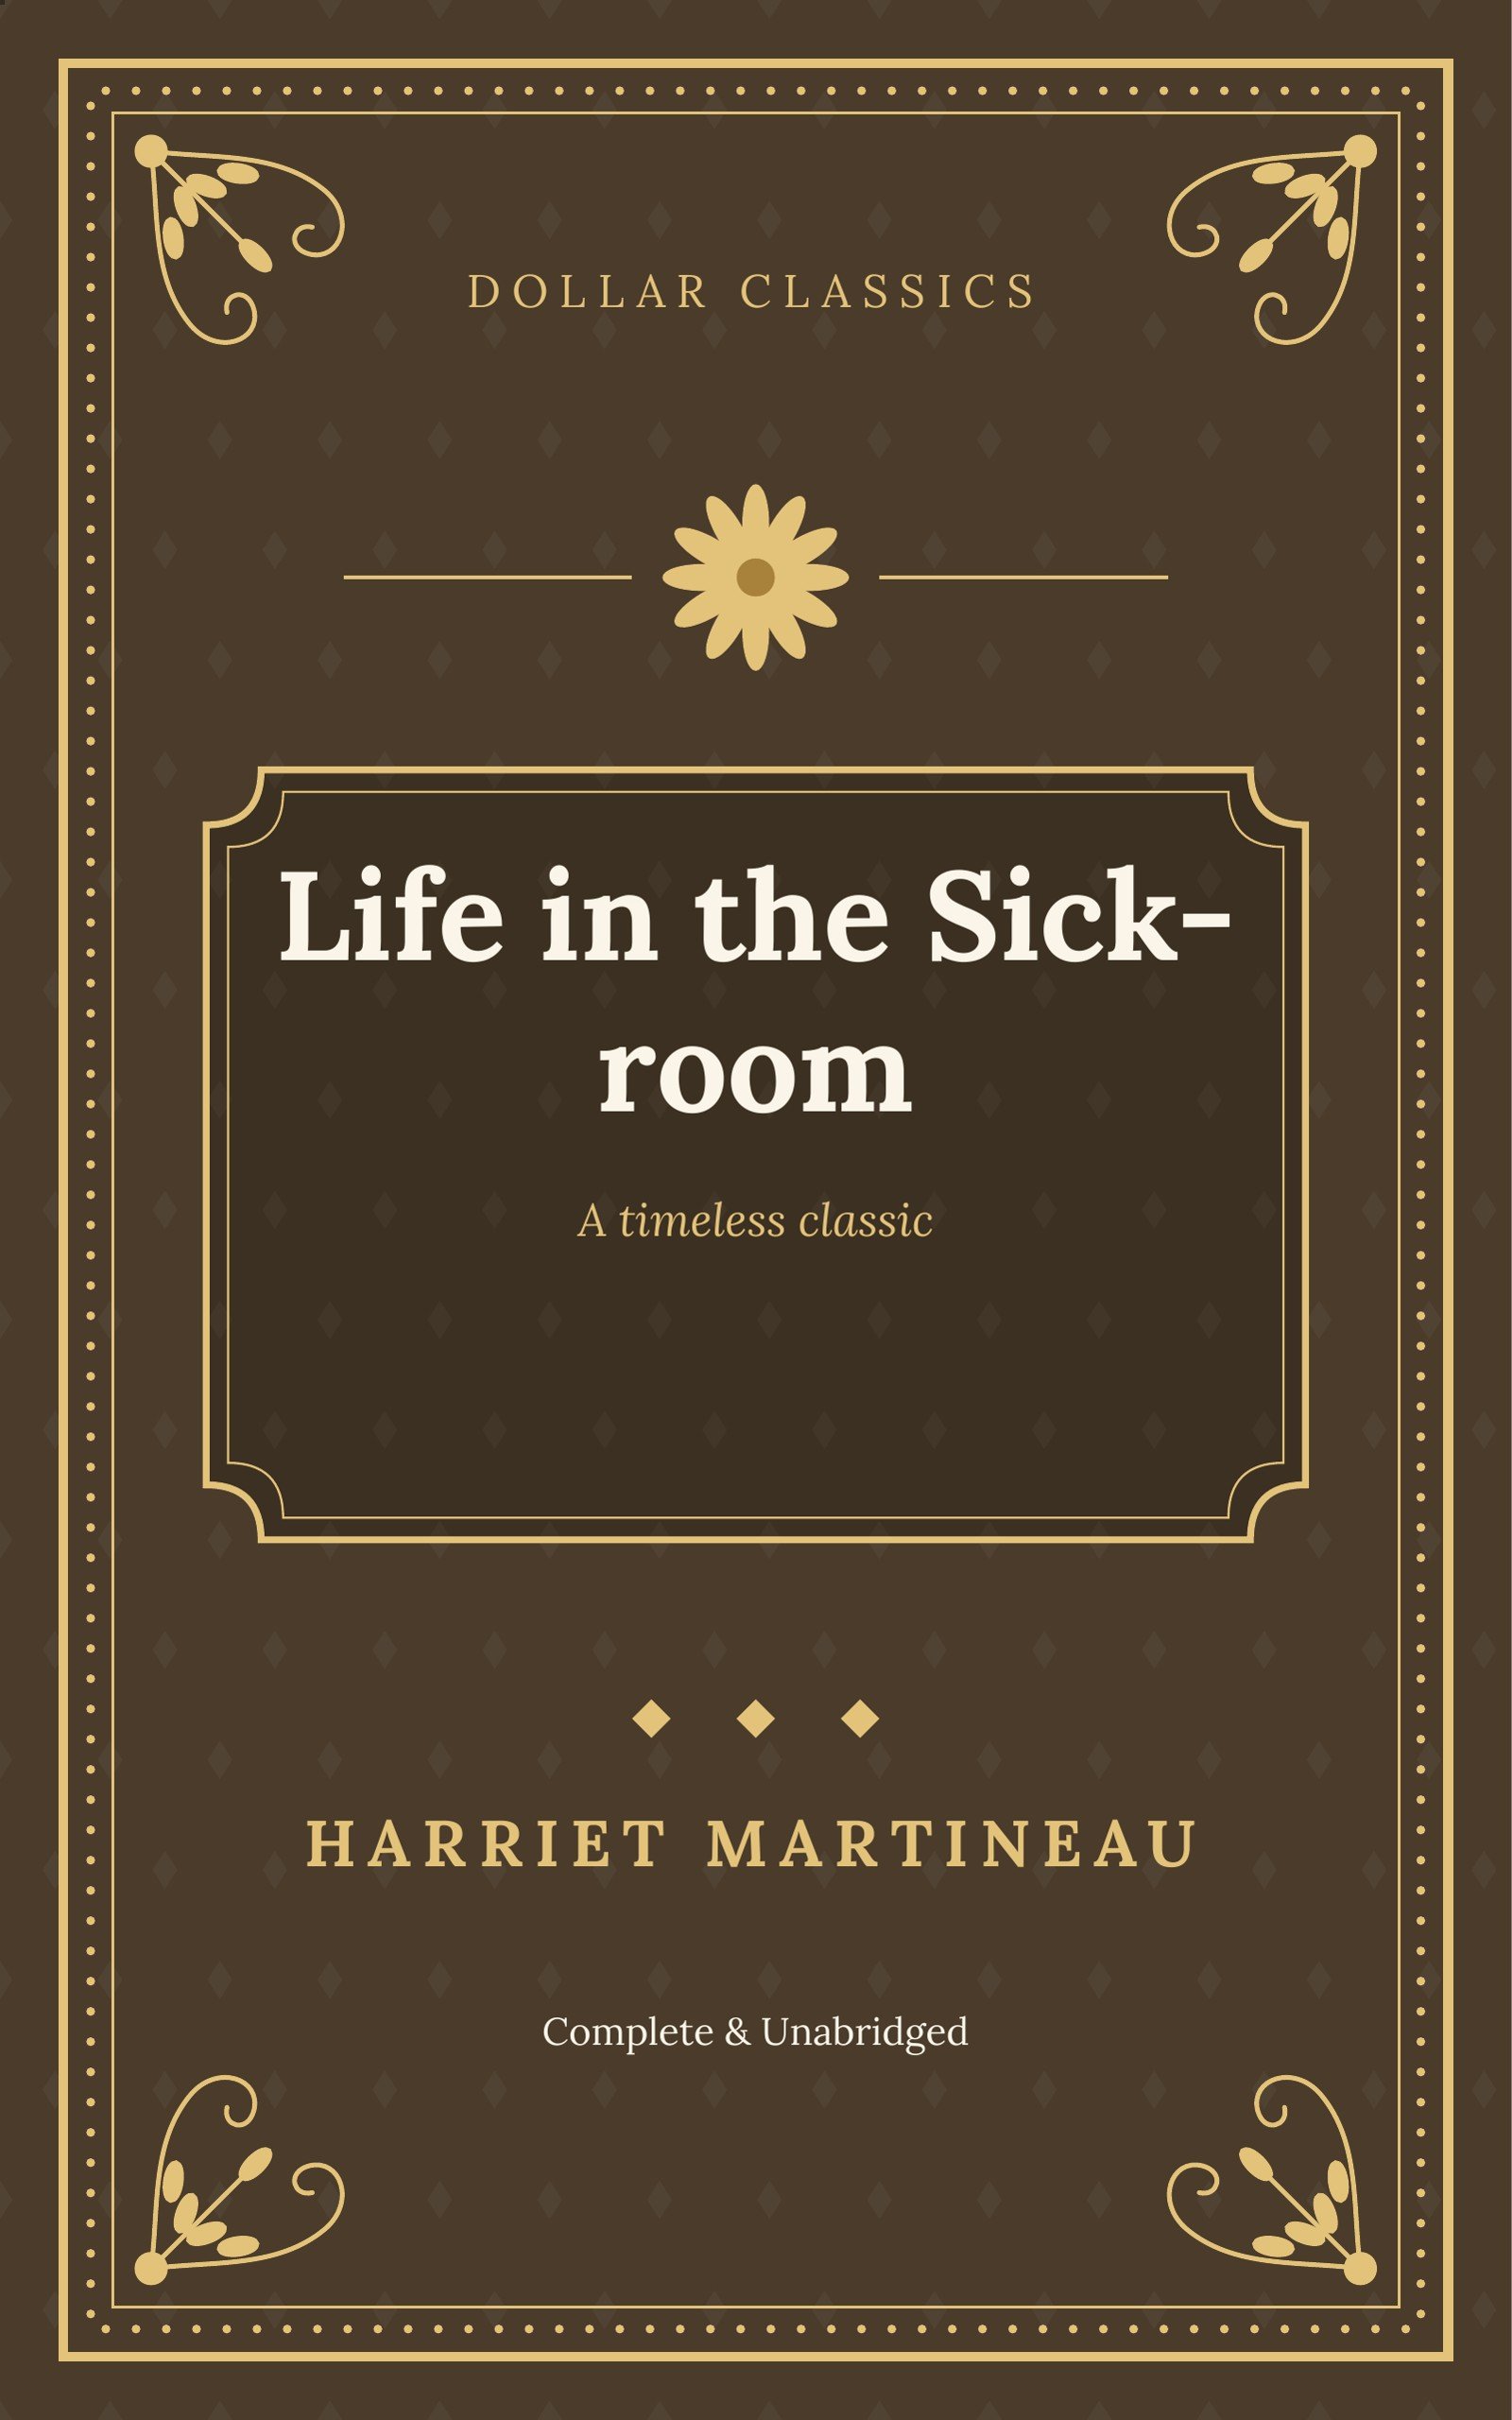 DOLLAR CLASSICS
Life in the Sick-
room
A timeless classic
HARRIET MARTINEAU
Complete & Unabridged